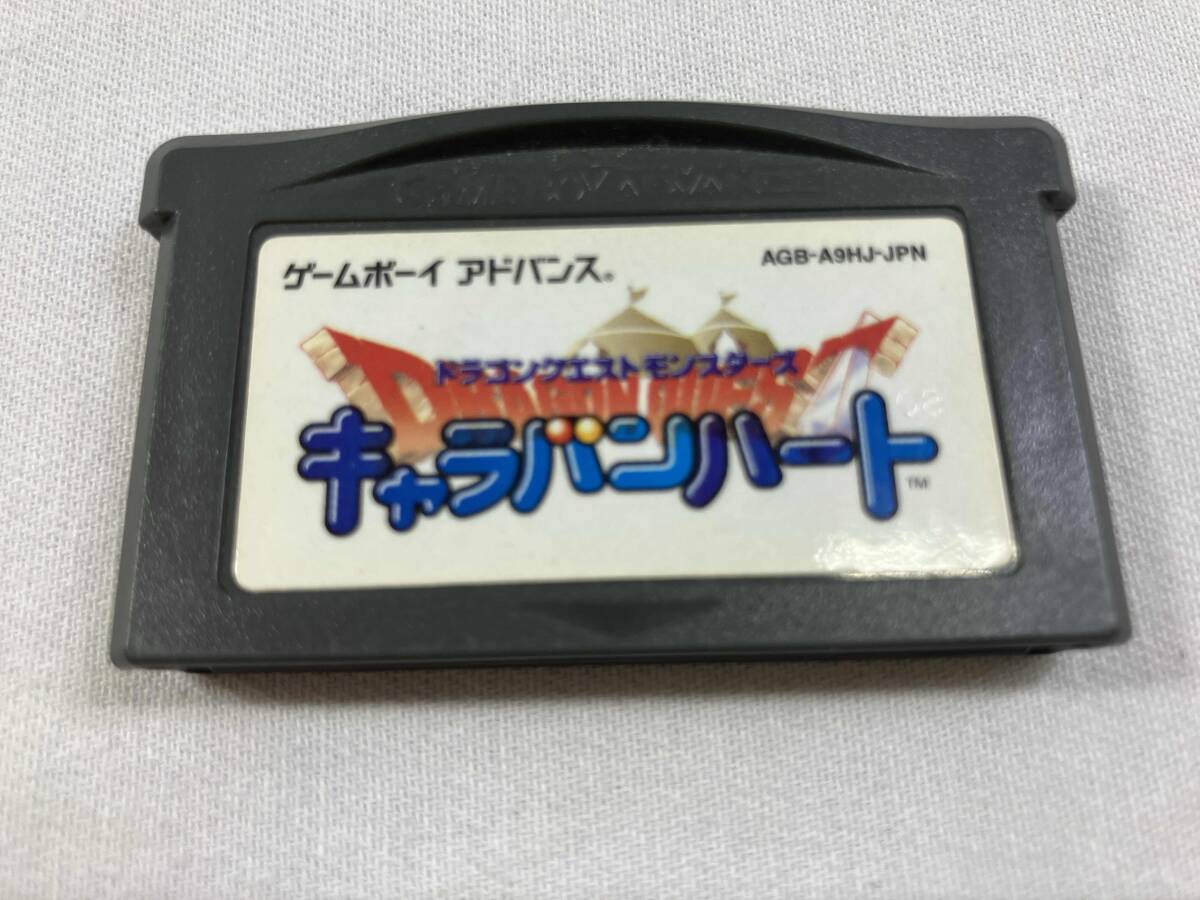 ゲームボーイ アドバンス®
AGB-A9HJ-JPN
DRAGON QUEST
ドラゴンクエストモンスターズ
キャラバンハート™